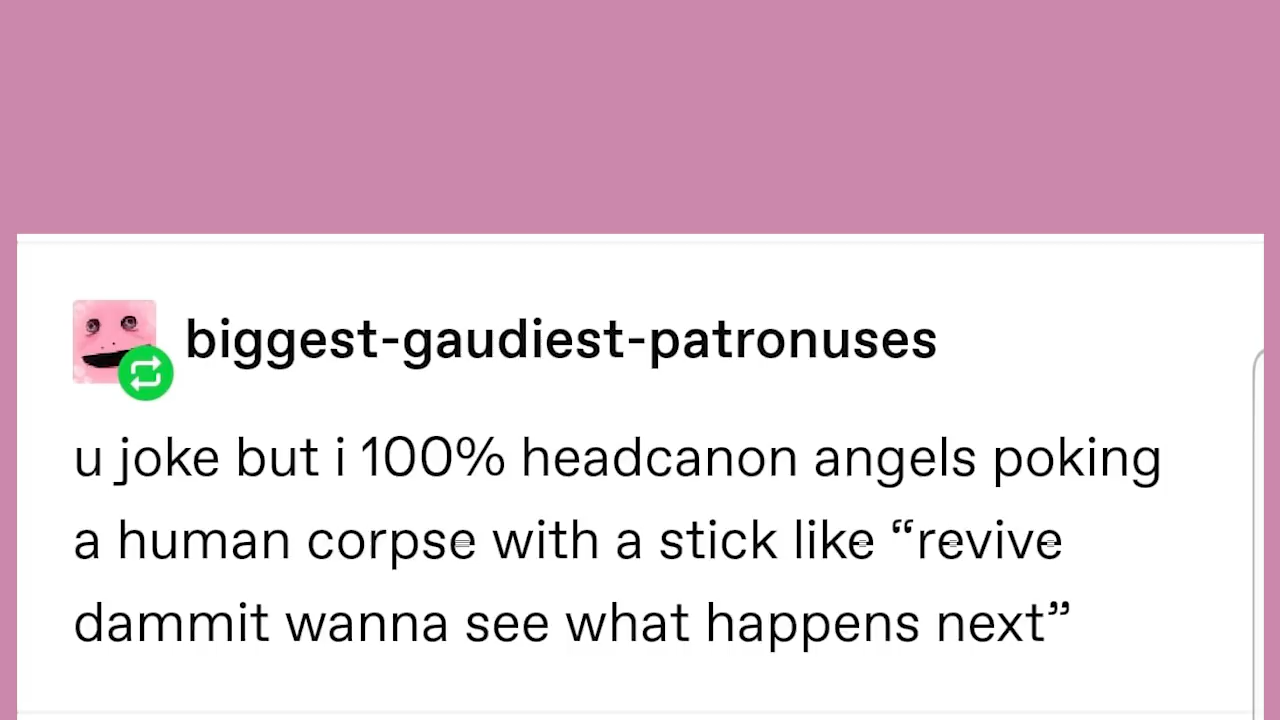 biggest-gaudiest-patronuses
u joke but i 100% headcanon angels poking
a human corpse with a stick like “revive
dammit wanna see what happens next”